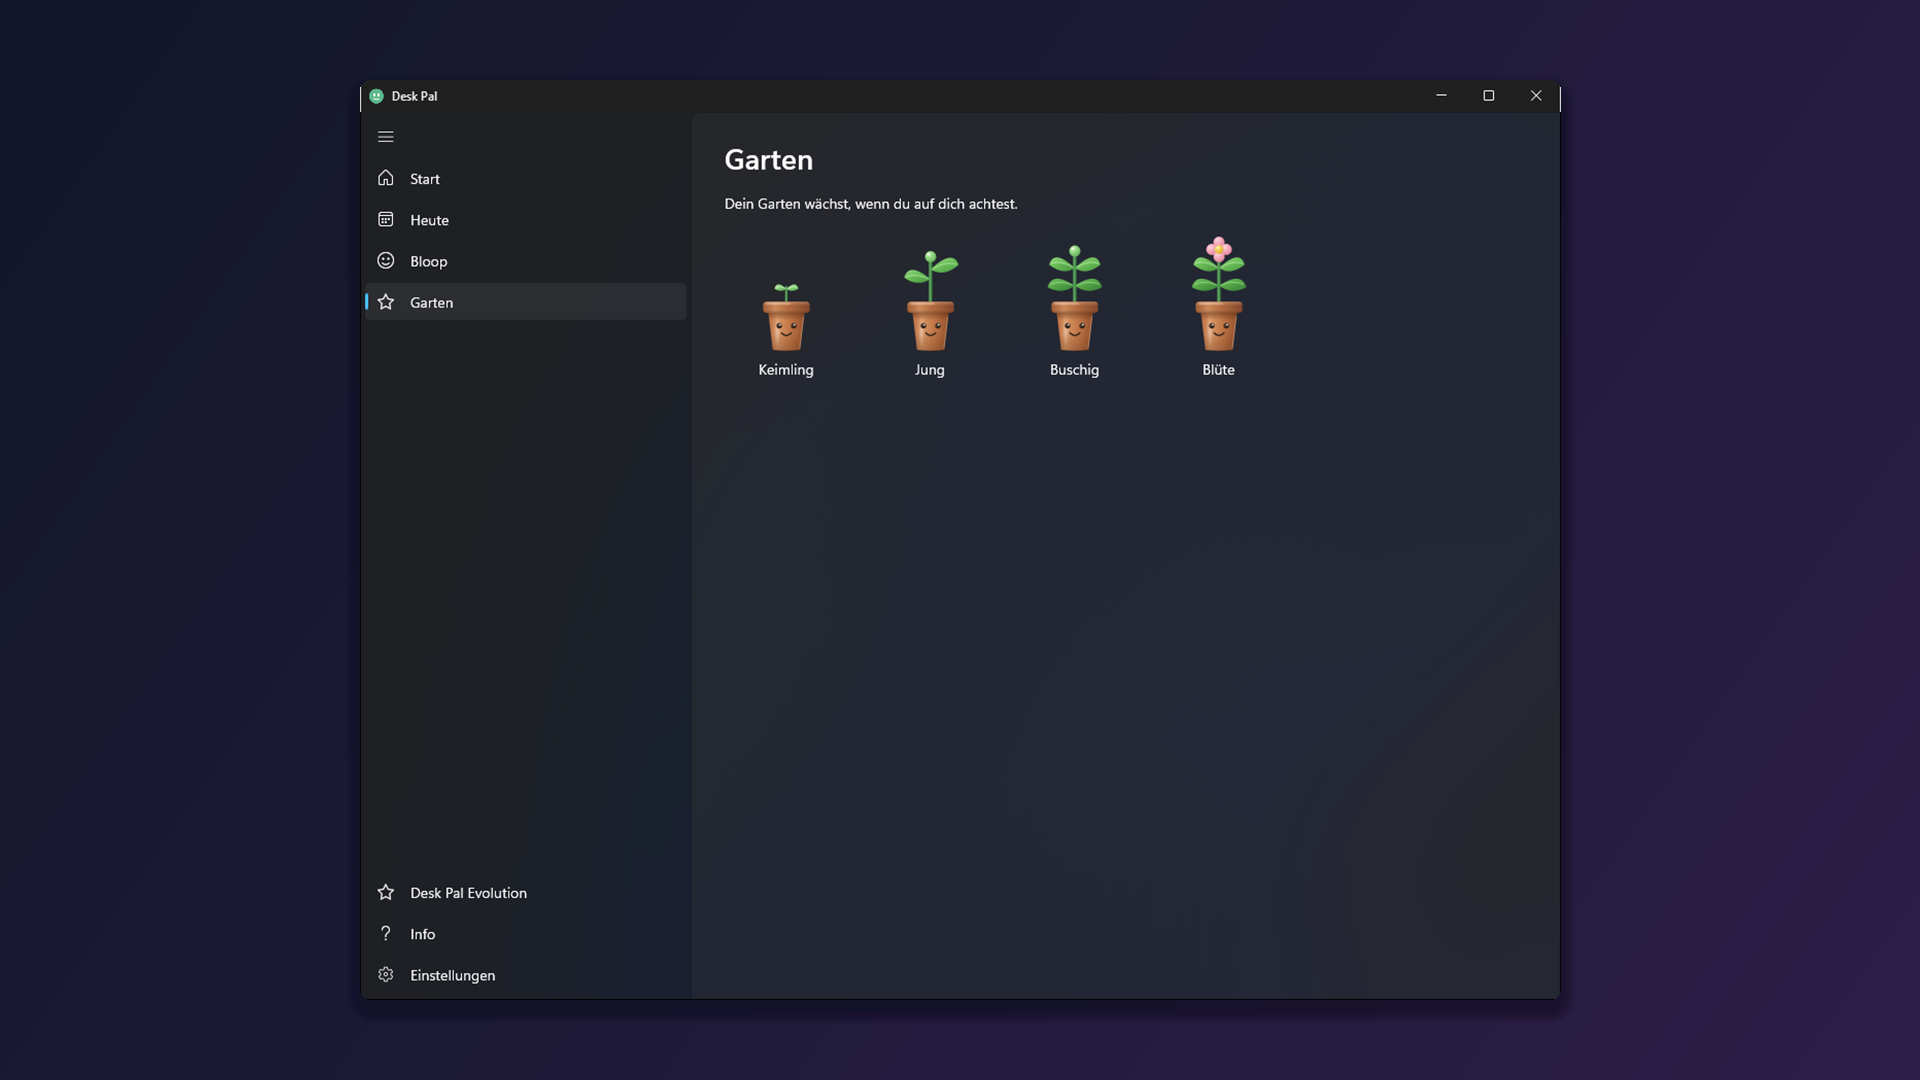 Desk Pal
Start
Heute
Bloop
Garten
Desk Pal Evolution
Info
Einstellungen
Garten
Dein Garten wächst, wenn du auf dich achtest.
Keimling
Jung
Buschig
Blüte